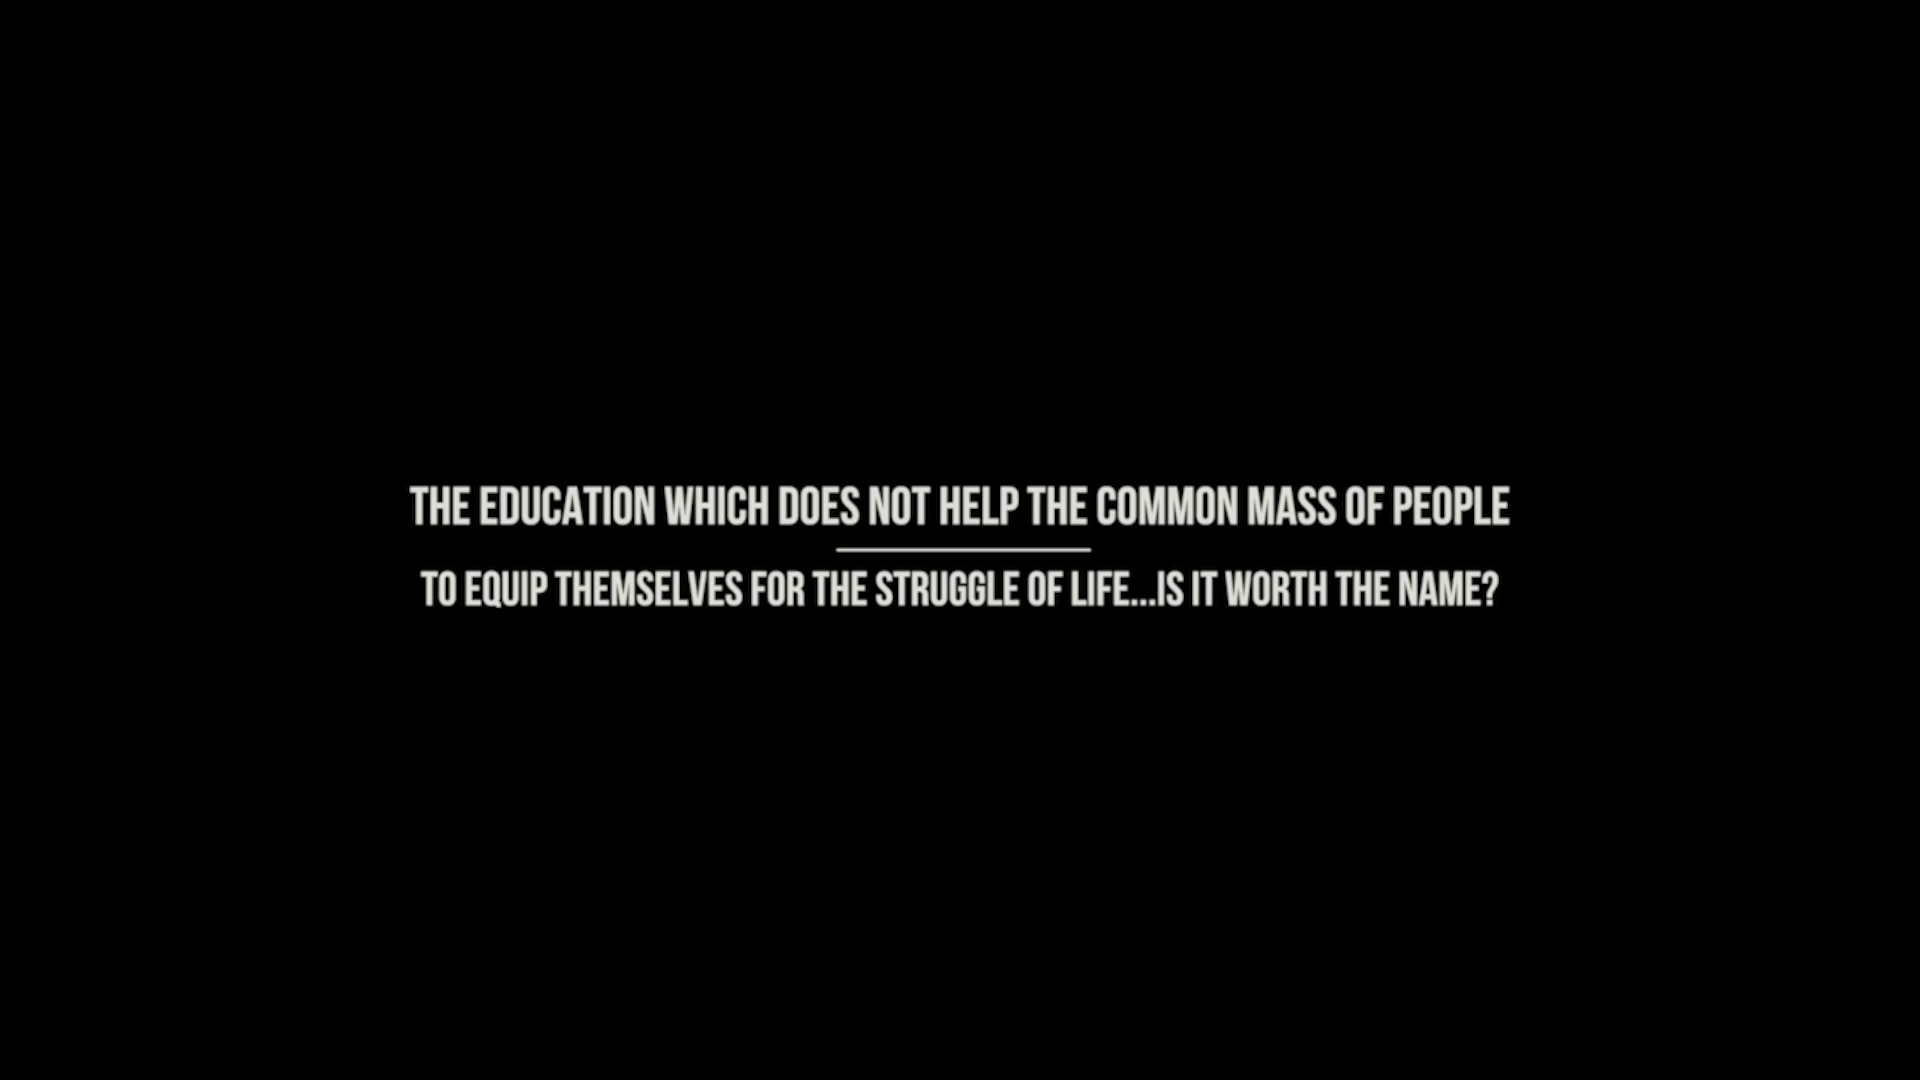 THE EDUCATION WHICH DOES NOT HELP THE COMMON MASS OF PEOPLE
TO EQUIP THEMSELVES FOR THE STRUGGLE OF LIFE...IS IT WORTH THE NAME?